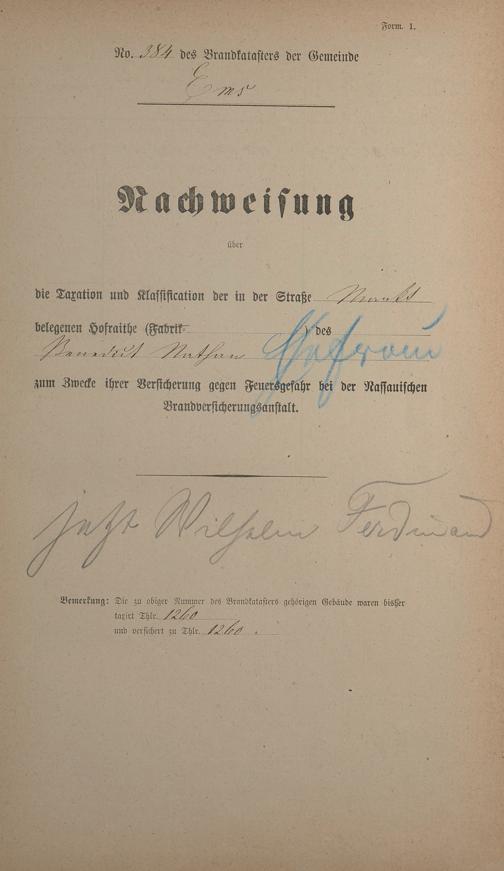 Form. 1.
No. 384 des Brandkatasters der Gemeinde
Ems
Nachweisung
über
die Taxation und Klassification der in der Straße Markt
belegenen Hofraithe (Fabrik- ) des
Benedict Nathan Ehefrau
zum Zwecke ihrer Versicherung gegen Feuersgefahr bei der Nassauischen
Brandversicherungsanstalt.
jetzt Wilhelm Ferdinand
Bemerkung: Die zu obiger Nummer des Brandkatasters gehörigen Gebäude waren bisher
taxirt Thlr. 1260
und versichert zu Thlr. 1260.